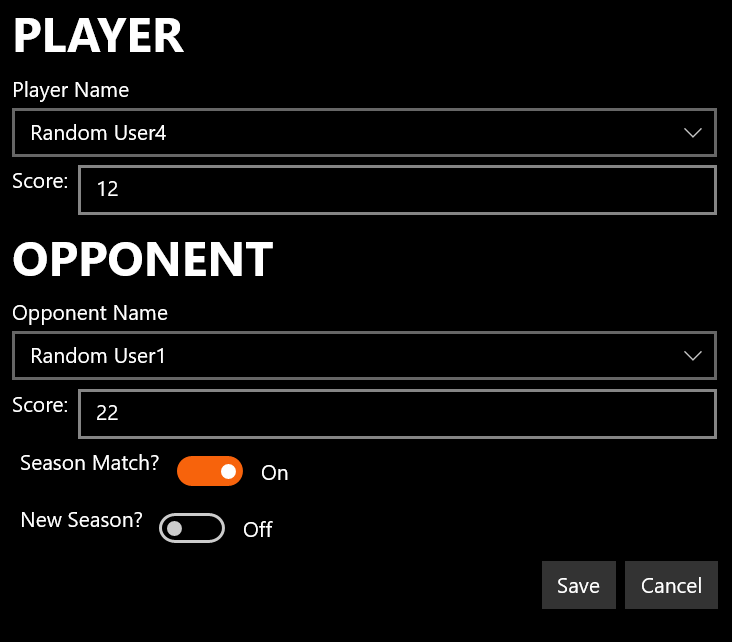 PLAYER
Player Name
Random User4
Score: 12
OPPONENT
Opponent Name
Random User1
Score: 22
Season Match? On
New Season? Off
Save Cancel